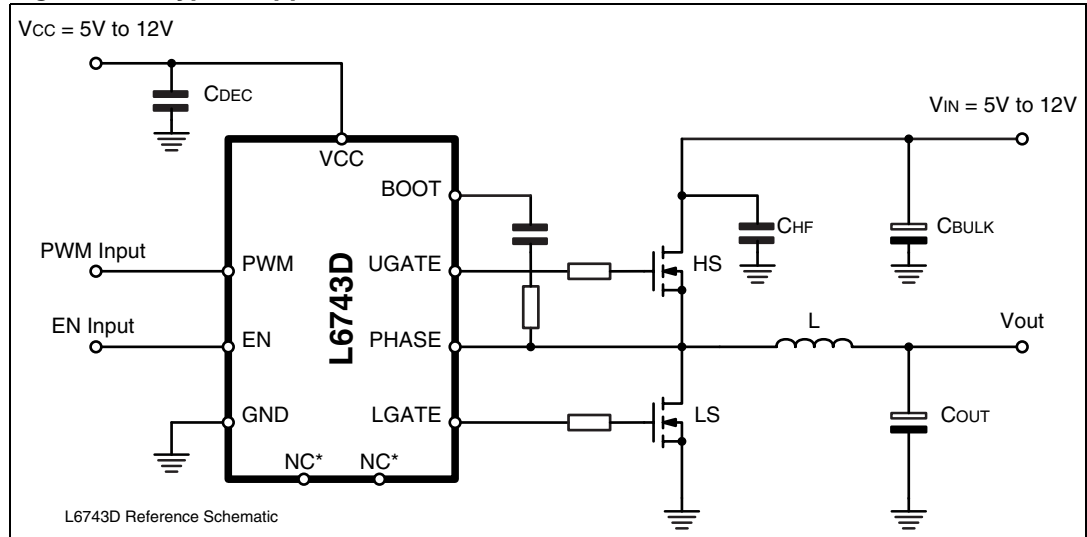 VCC = 5V to 12V
CDEC
VIN = 5V to 12V
VCC
BOOT
CHF
CBULK
PWM Input
PWM
UGATE
HS
L6743D
EN Input
EN
PHASE
L
Vout
GND
LGATE
LS
COUT
NC*
NC*
L6743D Reference Schematic